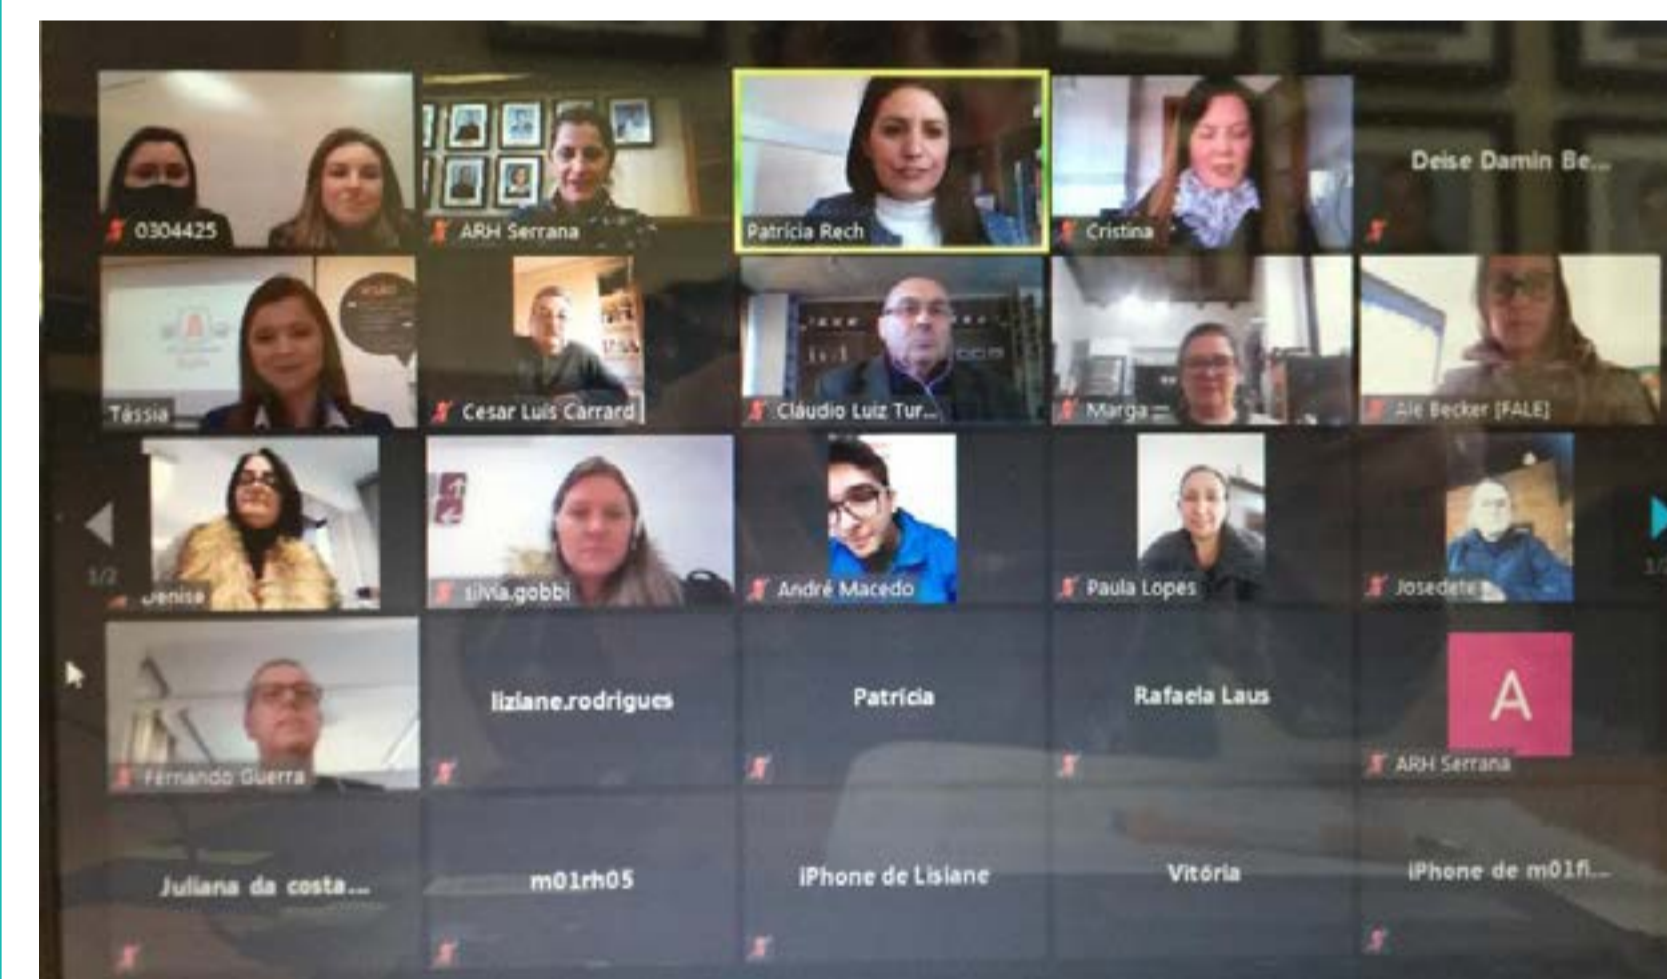 0304425
ARH Serrana
Patrícia Rech
Cristina
Deise Damin Be...
Tássia
Cesar Luis Carrard
Cláudio Luiz Tur...
Marga
Ale Becker [FALE]
Denise
silvia.gobbi
André Macedo
Paula Lopes
Josedete
1/2
Fernando Guerra
liziane.rodrigues
Patrícia
Rafaela Laus
A
ARH Serrana
Juliana da costa...
m01rh05
iPhone de Lisiane
Vitória
iPhone de m01fi...